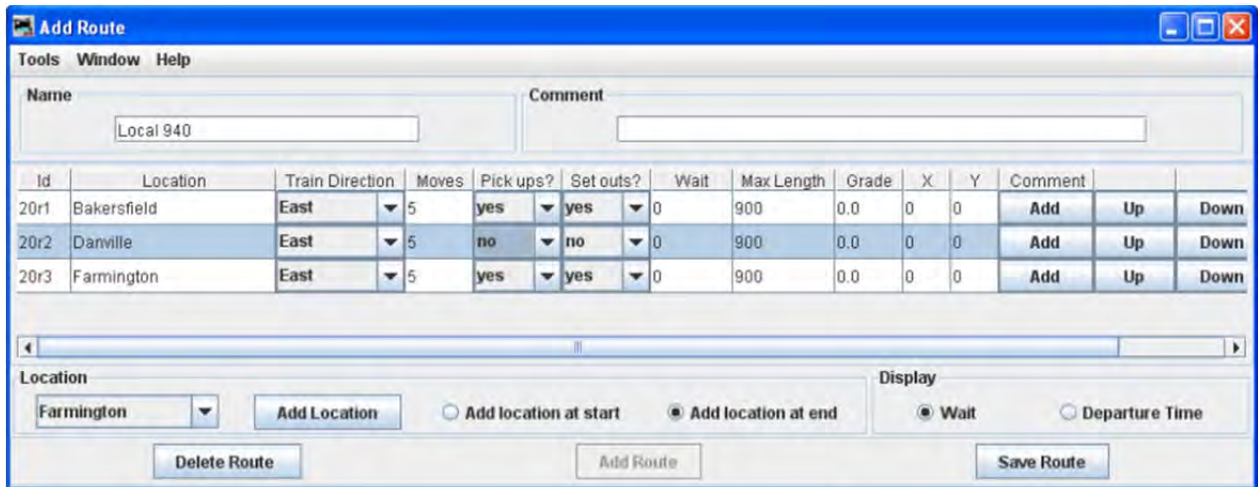 Add Route
Tools Window Help
Name Comment
Local 940
Id Location Train Direction Moves Pick ups? Set outs? Wait Max Length Grade X Y Comment
20r1 Bakersfield East 5 yes yes 0 900 0.0 0 0 Add Up Down
20r2 Danville East 5 no no 0 900 0.0 0 0 Add Up Down
20r3 Farmington East 5 yes yes 0 900 0.0 0 0 Add Up Down
Location Display
Farmington Add Location Add location at start Add location at end Wait Departure Time
Delete Route Add Route Save Route